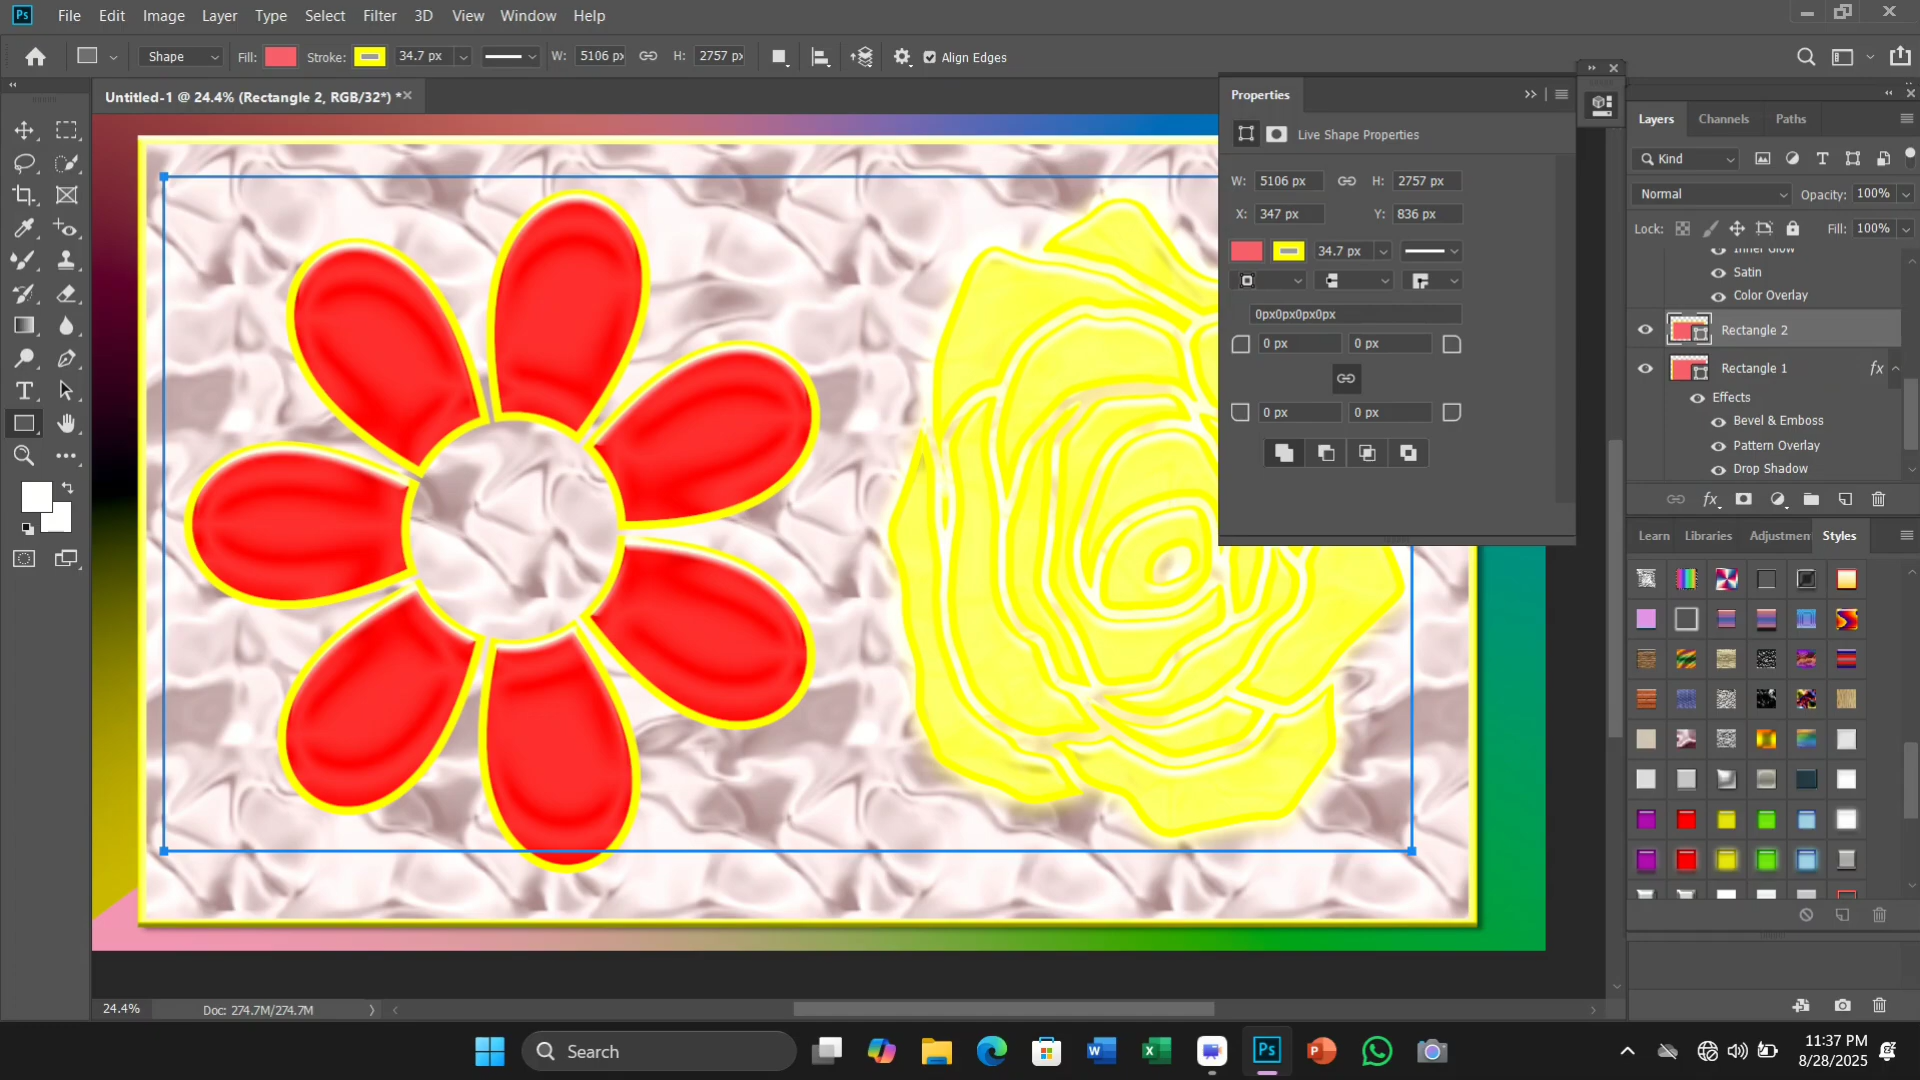 Ps File Edit Image Layer Type Select Filter 3D View Window Help
Shape Fill: Stroke: 34.7 px W: 5106 px H: 2757 px Align Edges
Untitled-1 @ 24.4% (Rectangle 2, RGB/32*) *
Properties
Live Shape Properties
W: 5106 px H: 2757 px
X: 347 px Y: 836 px
34.7 px
0px0px0px0px
0 px 0 px
0 px 0 px
Layers Channels Paths
Kind
Normal Opacity: 100%
Lock: Fill: 100%
Inner Glow
Satin
Color Overlay
Rectangle 2
Rectangle 1 fx
Effects
Bevel & Emboss
Pattern Overlay
Drop Shadow
fx
Learn Libraries Adjustmen Styles
24.4% Doc: 274.7M/274.7M
Search
11:37 PM
8/28/2025